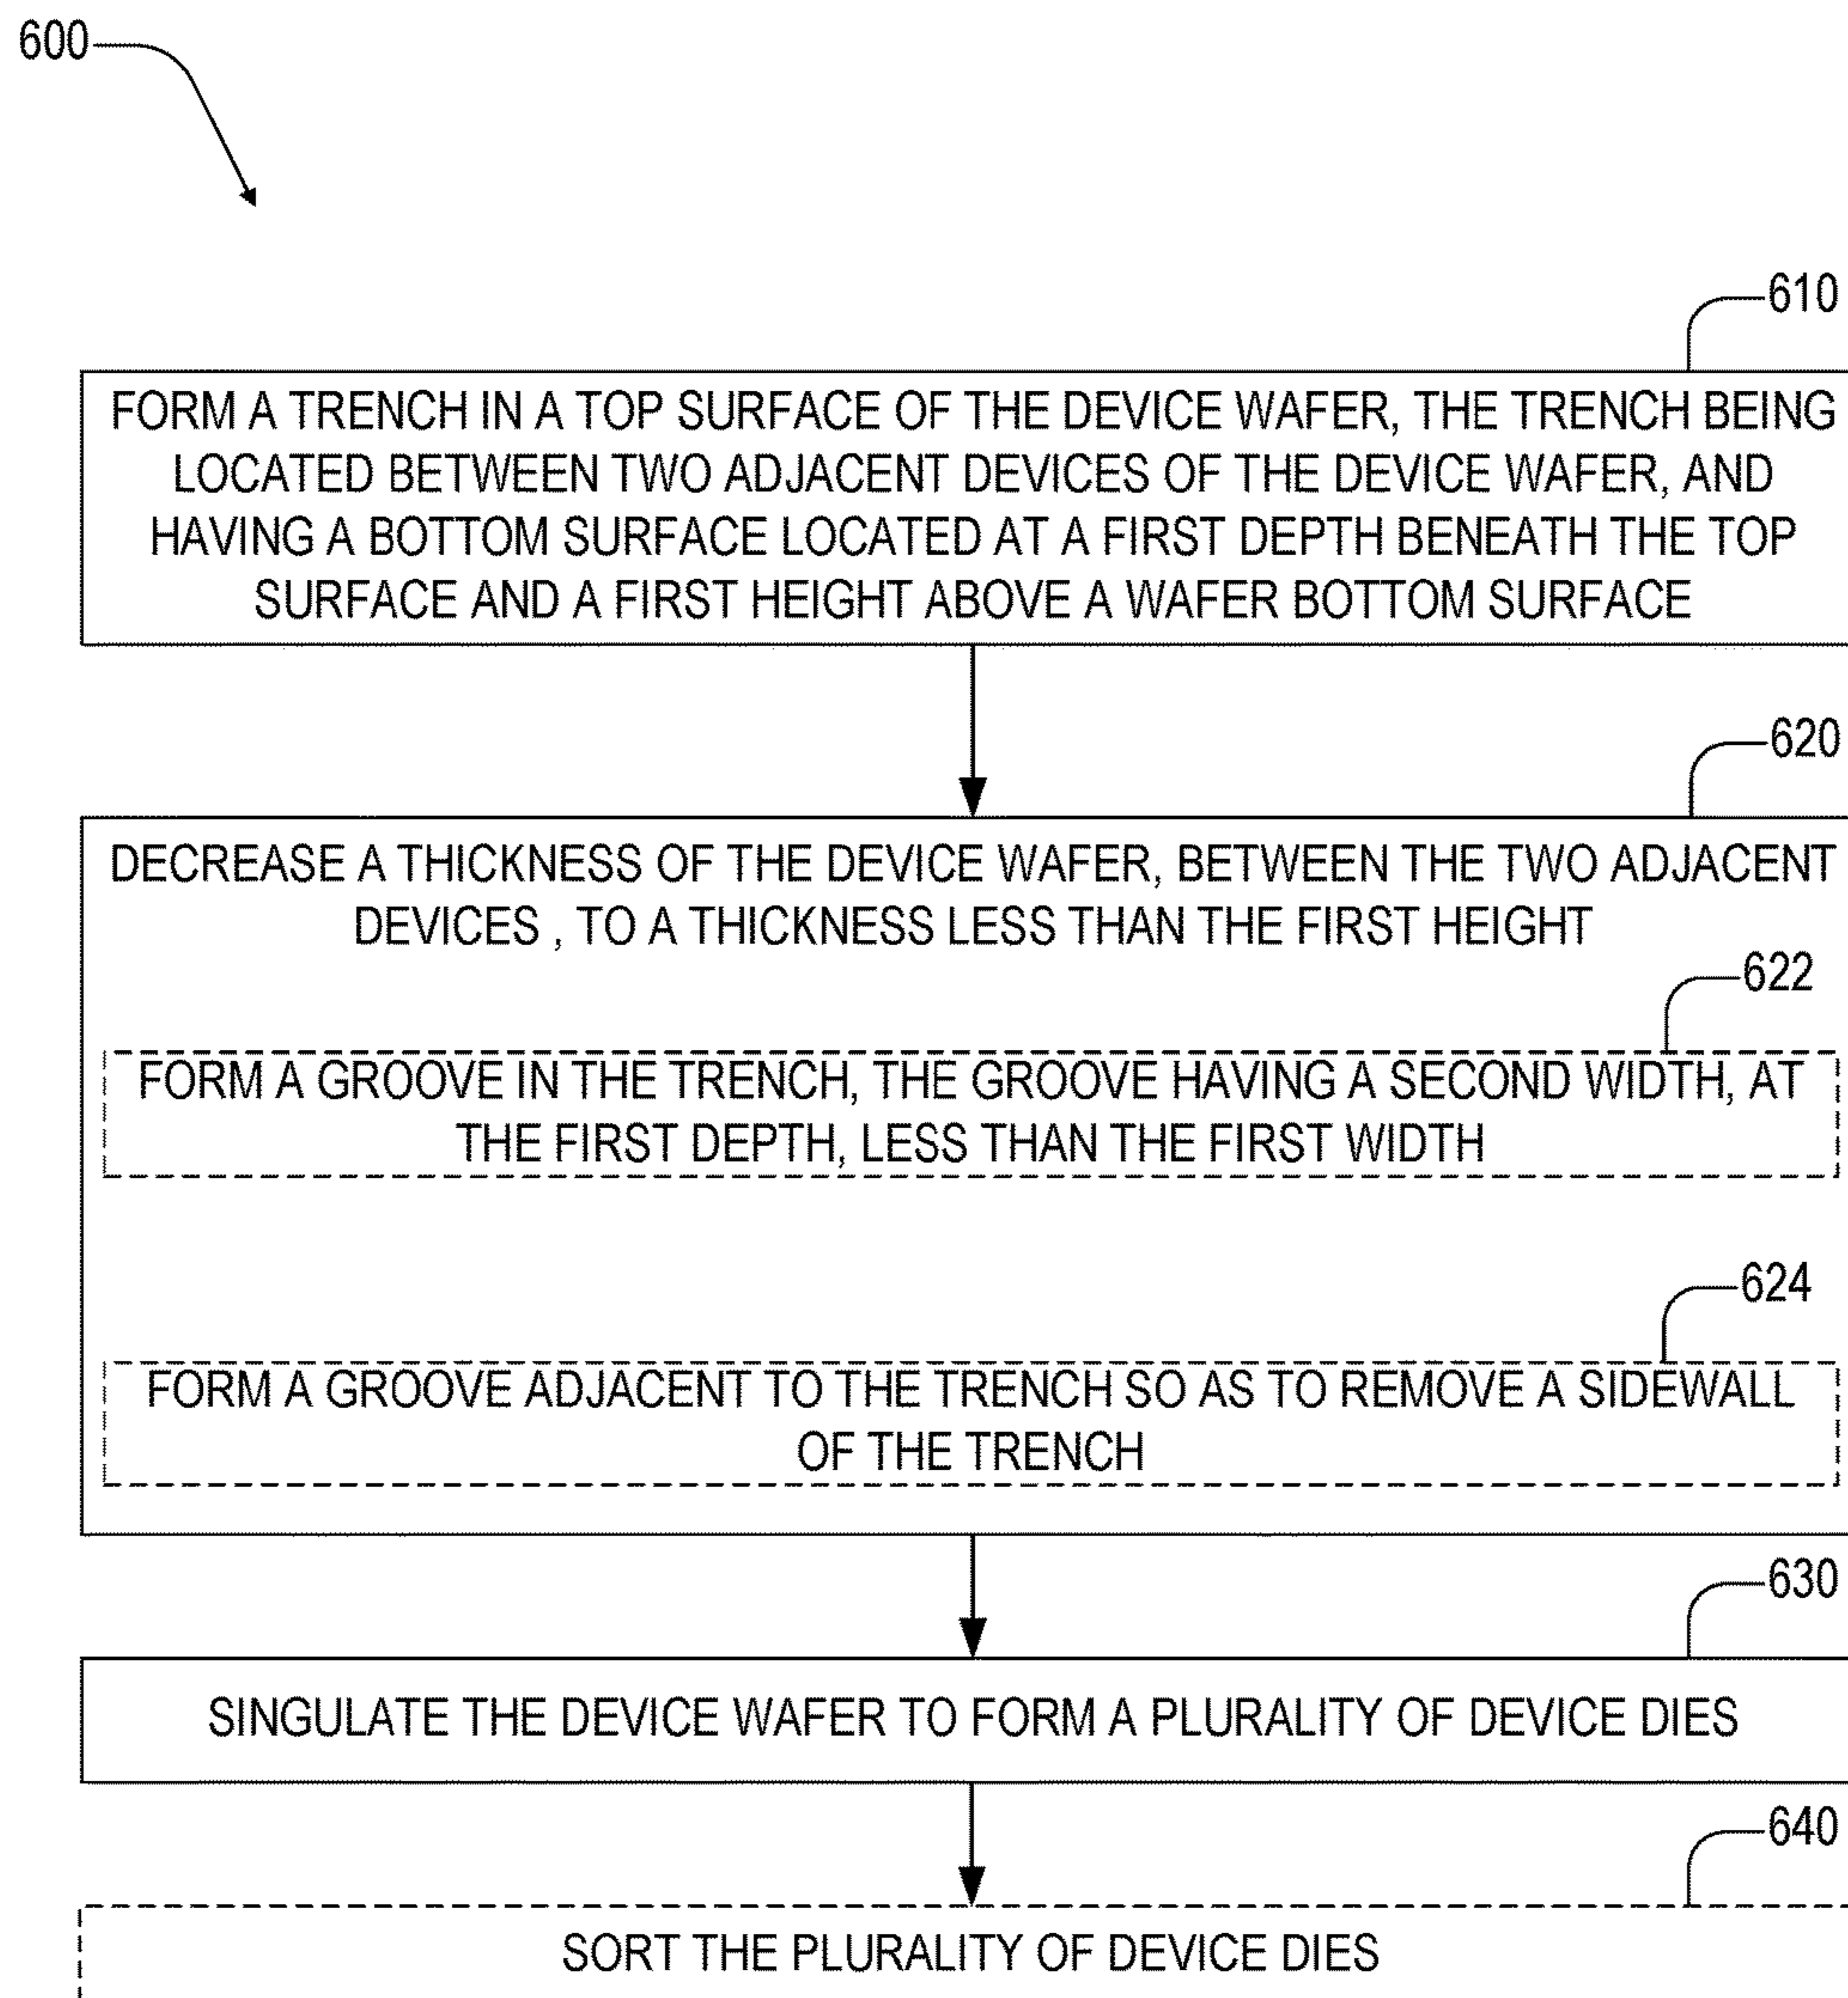 600
610
FORM A TRENCH IN A TOP SURFACE OF THE DEVICE WAFER, THE TRENCH BEING
LOCATED BETWEEN TWO ADJACENT DEVICES OF THE DEVICE WAFER, AND
HAVING A BOTTOM SURFACE LOCATED AT A FIRST DEPTH BENEATH THE TOP
SURFACE AND A FIRST HEIGHT ABOVE A WAFER BOTTOM SURFACE
620
DECREASE A THICKNESS OF THE DEVICE WAFER, BETWEEN THE TWO ADJACENT
DEVICES , TO A THICKNESS LESS THAN THE FIRST HEIGHT
622
FORM A GROOVE IN THE TRENCH, THE GROOVE HAVING A SECOND WIDTH, AT
THE FIRST DEPTH, LESS THAN THE FIRST WIDTH
624
FORM A GROOVE ADJACENT TO THE TRENCH SO AS TO REMOVE A SIDEWALL
OF THE TRENCH
630
SINGULATE THE DEVICE WAFER TO FORM A PLURALITY OF DEVICE DIES
640
SORT THE PLURALITY OF DEVICE DIES